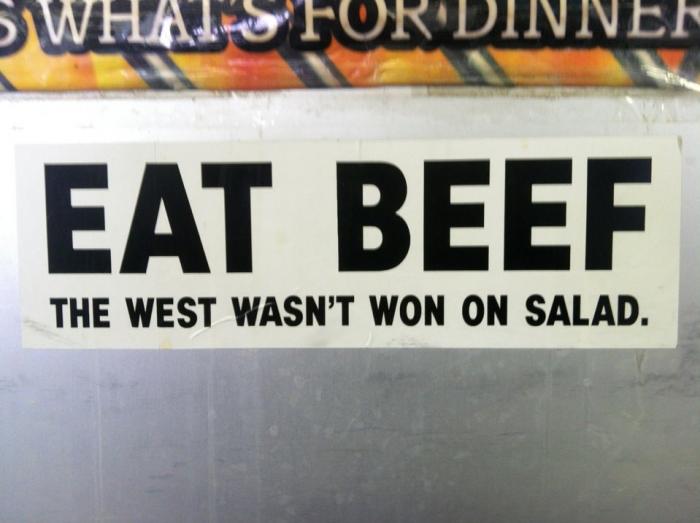 S WHAT'S FOR DINNER
EAT BEEF
THE WEST WASN'T WON ON SALAD.